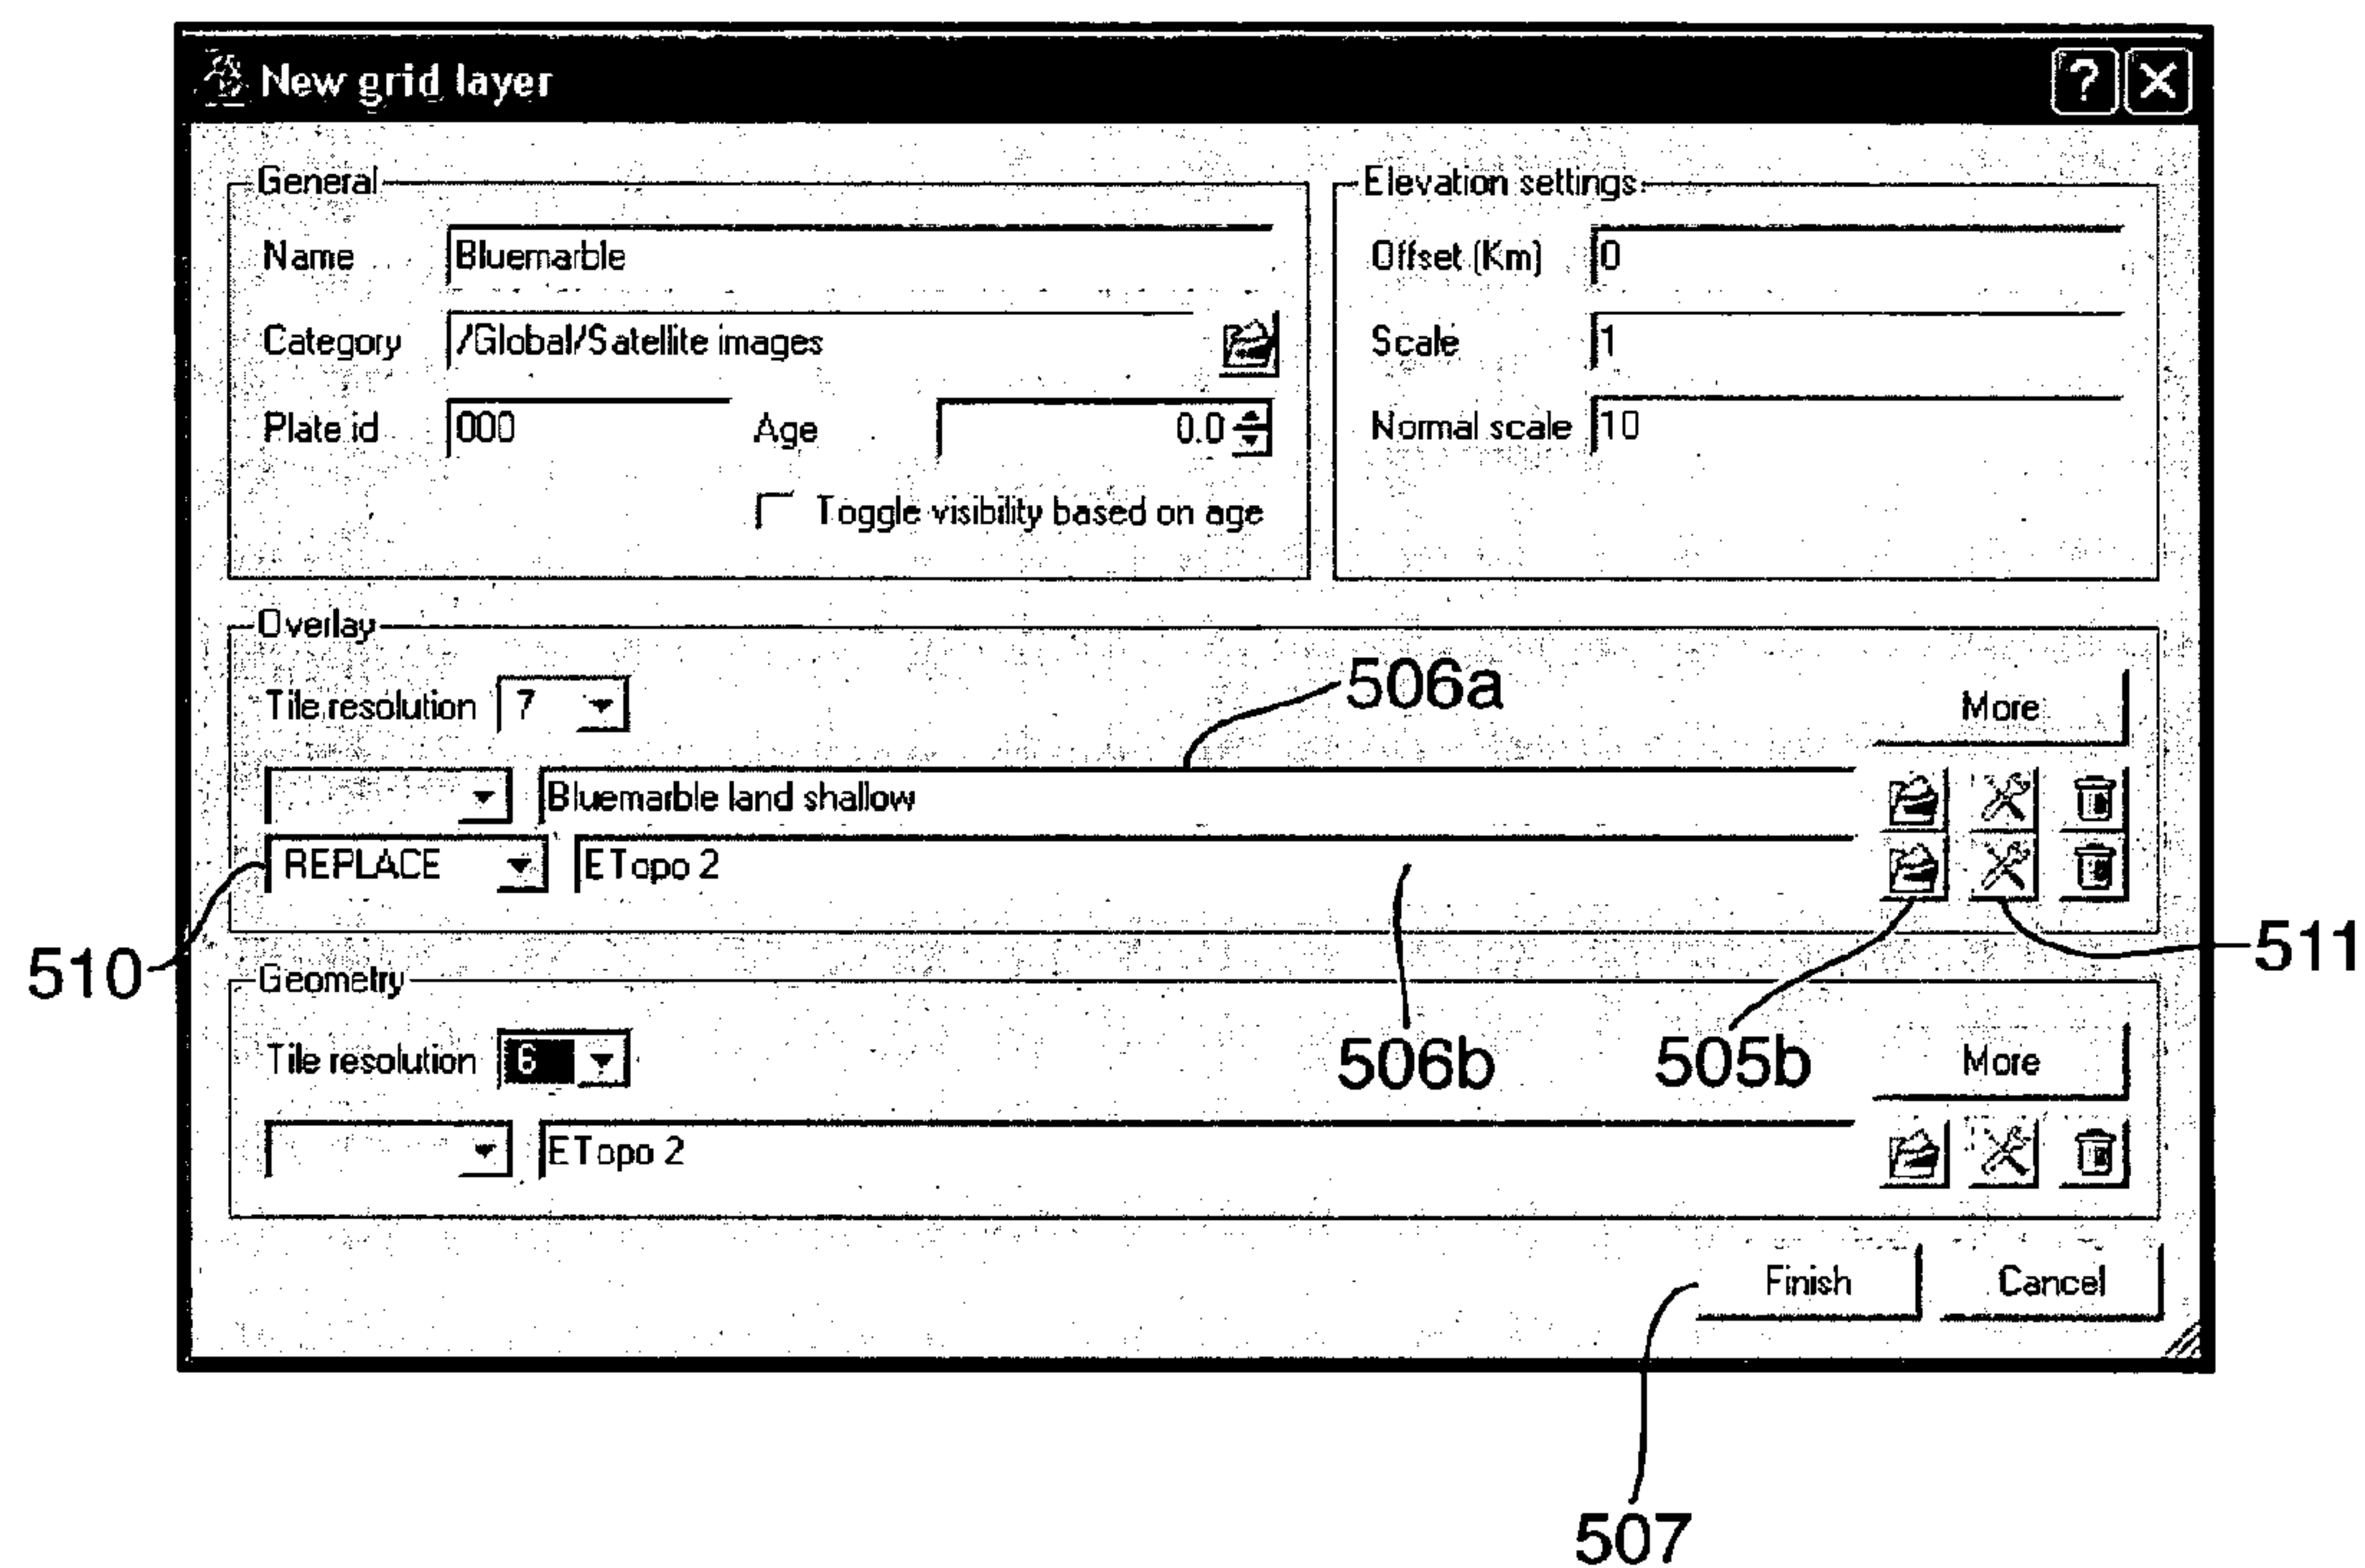 New grid layer
? X
General
Name Bluemarble
Category /Global/Satellite images
Plate id 000 Age 0.0
Toggle visibility based on age
Elevation settings
Offset (Km) 0
Scale 1
Normal scale 10
Overlay
Tile resolution 7 More
506a
Bluemarble land shallow
REPLACE ETopo 2
510
511
506b
505b
Geometry
Tile resolution 6 More
ETopo 2
Finish Cancel
507